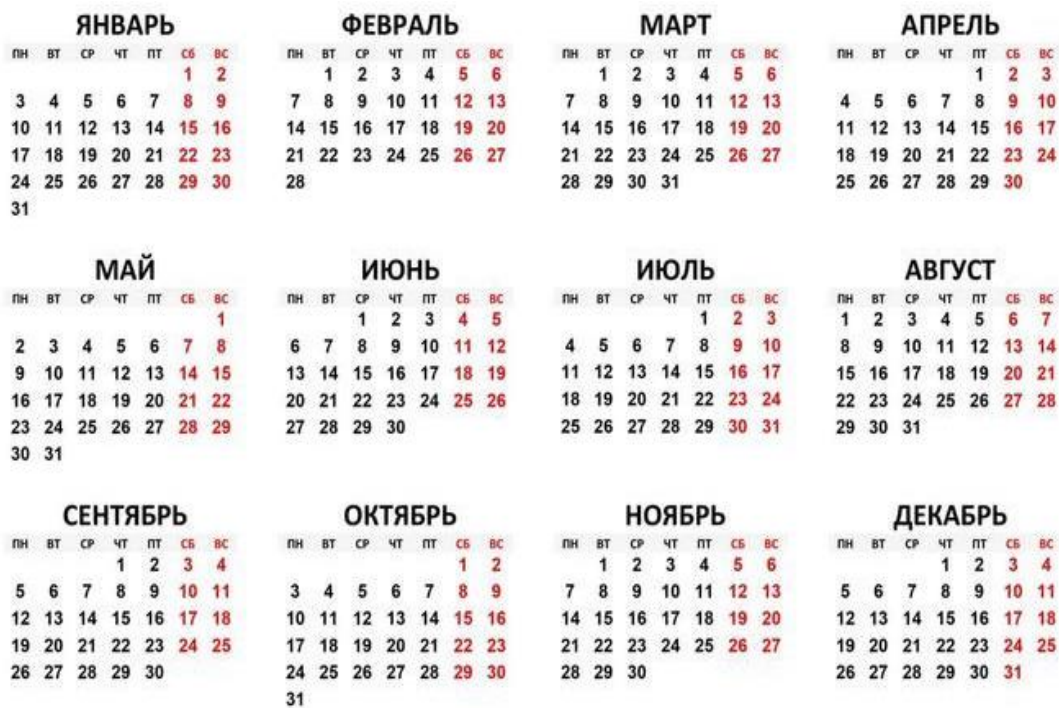 ЯНВАРЬ ФЕВРАЛЬ МАРТ АПРЕЛЬ
ПН ВТ СР ЧТ ПТ СБ ВС ПН ВТ СР ЧТ ПТ СБ ВС ПН ВТ СР ЧТ ПТ СБ ВС ПН ВТ СР ЧТ ПТ СБ ВС
1 2 1 2 3 4 5 6 1 2 3 4 5 6 1 2 3
3 4 5 6 7 8 9 7 8 9 10 11 12 13 7 8 9 10 11 12 13 4 5 6 7 8 9 10
10 11 12 13 14 15 16 14 15 16 17 18 19 20 14 15 16 17 18 19 20 11 12 13 14 15 16 17
17 18 19 20 21 22 23 21 22 23 24 25 26 27 21 22 23 24 25 26 27 18 19 20 21 22 23 24
24 25 26 27 28 29 30 28 28 29 30 31 25 26 27 28 29 30
31
МАЙ ИЮНЬ ИЮЛЬ АВГУСТ
ПН ВТ СР ЧТ ПТ СБ ВС ПН ВТ СР ЧТ ПТ СБ ВС ПН ВТ СР ЧТ ПТ СБ ВС ПН ВТ СР ЧТ ПТ СБ ВС
1 1 2 3 4 5 1 2 3 1 2 3 4 5 6 7
2 3 4 5 6 7 8 6 7 8 9 10 11 12 4 5 6 7 8 9 10 8 9 10 11 12 13 14
9 10 11 12 13 14 15 13 14 15 16 17 18 19 11 12 13 14 15 16 17 15 16 17 18 19 20 21
16 17 18 19 20 21 22 20 21 22 23 24 25 26 18 19 20 21 22 23 24 22 23 24 25 26 27 28
23 24 25 26 27 28 29 27 28 29 30 25 26 27 28 29 30 31 29 30 31
30 31
СЕНТЯБРЬ ОКТЯБРЬ НОЯБРЬ ДЕКАБРЬ
ПН ВТ СР ЧТ ПТ СБ ВС ПН ВТ СР ЧТ ПТ СБ ВС ПН ВТ СР ЧТ ПТ СБ ВС ПН ВТ СР ЧТ ПТ СБ ВС
1 2 3 4 1 2 1 2 3 4 5 6 1 2 3 4
5 6 7 8 9 10 11 3 4 5 6 7 8 9 7 8 9 10 11 12 13 5 6 7 8 9 10 11
12 13 14 15 16 17 18 10 11 12 13 14 15 16 14 15 16 17 18 19 20 12 13 14 15 16 17 18
19 20 21 22 23 24 25 17 18 19 20 21 22 23 21 22 23 24 25 26 27 19 20 21 22 23 24 25
26 27 28 29 30 24 25 26 27 28 29 30 28 29 30 26 27 28 29 30 31
31